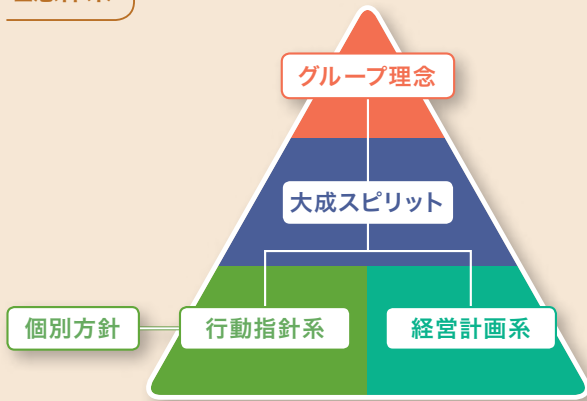 グループ理念
大成スピリット
個別方針
行動指針系
経営計画系